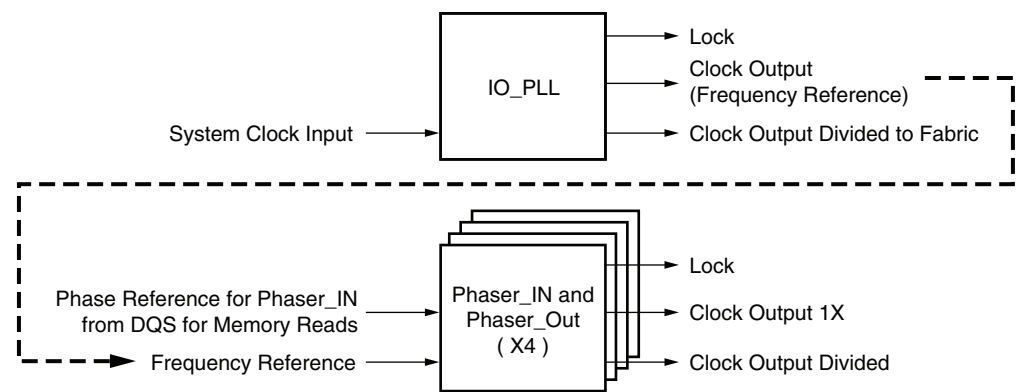 Lock
IO_PLL
Clock Output
(Frequency Reference)
System Clock Input
Clock Output Divided to Fabric
Lock
Phase Reference for Phaser_IN
from DQS for Memory Reads
Phaser_IN and
Phaser_Out
( X4 )
Clock Output 1X
Frequency Reference
Clock Output Divided